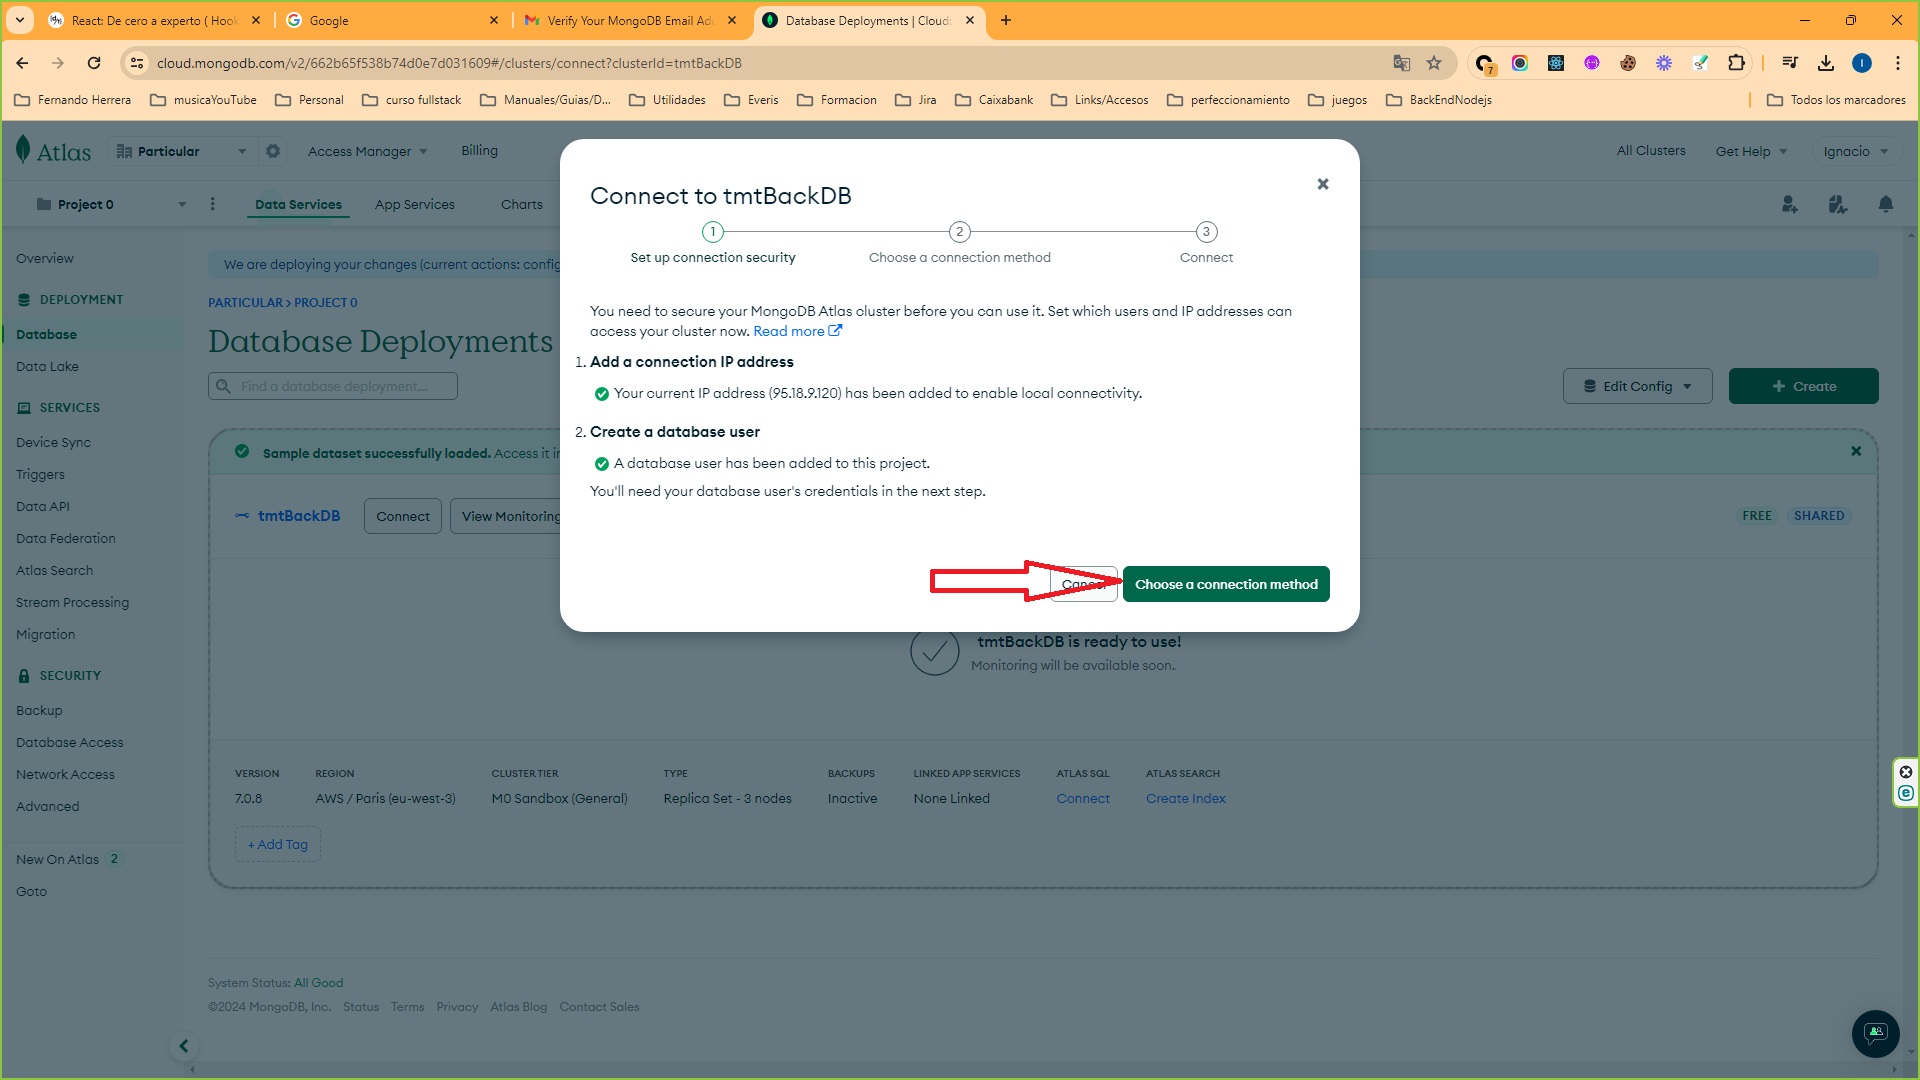 React: De cero a experto ( Hook
Google
Verify Your MongoDB Email Ad
Database Deployments | Cloud
cloud.mongodb.com/v2/662b65f538b74d0e7d031609#/clusters/connect?clusterId=tmtBackDB
7
I
Fernando Herrera
musicaYouTube
Personal
curso fullstack
Manuales/Guias/D...
Utilidades
Everis
Formacion
Jira
Caixabank
Links/Accesos
perfeccionamiento
juegos
BackEndNodejs
Todos los marcadores
Atlas
Particular
Access Manager
Billing
All Clusters
Get Help
Ignacio
Project 0
Data Services
App Services
Charts
Overview
DEPLOYMENT
Database
Data Lake
SERVICES
Device Sync
Triggers
Data API
Data Federation
Atlas Search
Stream Processing
Migration
SECURITY
Backup
Database Access
Network Access
Advanced
New On Atlas 2
Goto
We are deploying your changes (current actions: config
PARTICULAR > PROJECT 0
Database Deployments
Find a database deployment...
Edit Config
+ Create
Sample dataset successfully loaded. Access it in
tmtBackDB
Connect
View Monitoring
FREE
SHARED
Connect to tmtBackDB
1
2
3
Set up connection security
Choose a connection method
Connect
You need to secure your MongoDB Atlas cluster before you can use it. Set which users and IP addresses can
access your cluster now. Read more
1. Add a connection IP address
Your current IP address (95.18.9.120) has been added to enable local connectivity.
2. Create a database user
A database user has been added to this project.
You'll need your database user's credentials in the next step.
Cancel
Choose a connection method
tmtBackDB is ready to use!
Monitoring will be available soon.
VERSION
REGION
CLUSTER TIER
TYPE
BACKUPS
LINKED APP SERVICES
ATLAS SQL
ATLAS SEARCH
7.0.8
AWS / Paris (eu-west-3)
M0 Sandbox (General)
Replica Set - 3 nodes
Inactive
None Linked
Connect
Create Index
+ Add Tag
System Status: All Good
©2024 MongoDB, Inc.
Status
Terms
Privacy
Atlas Blog
Contact Sales